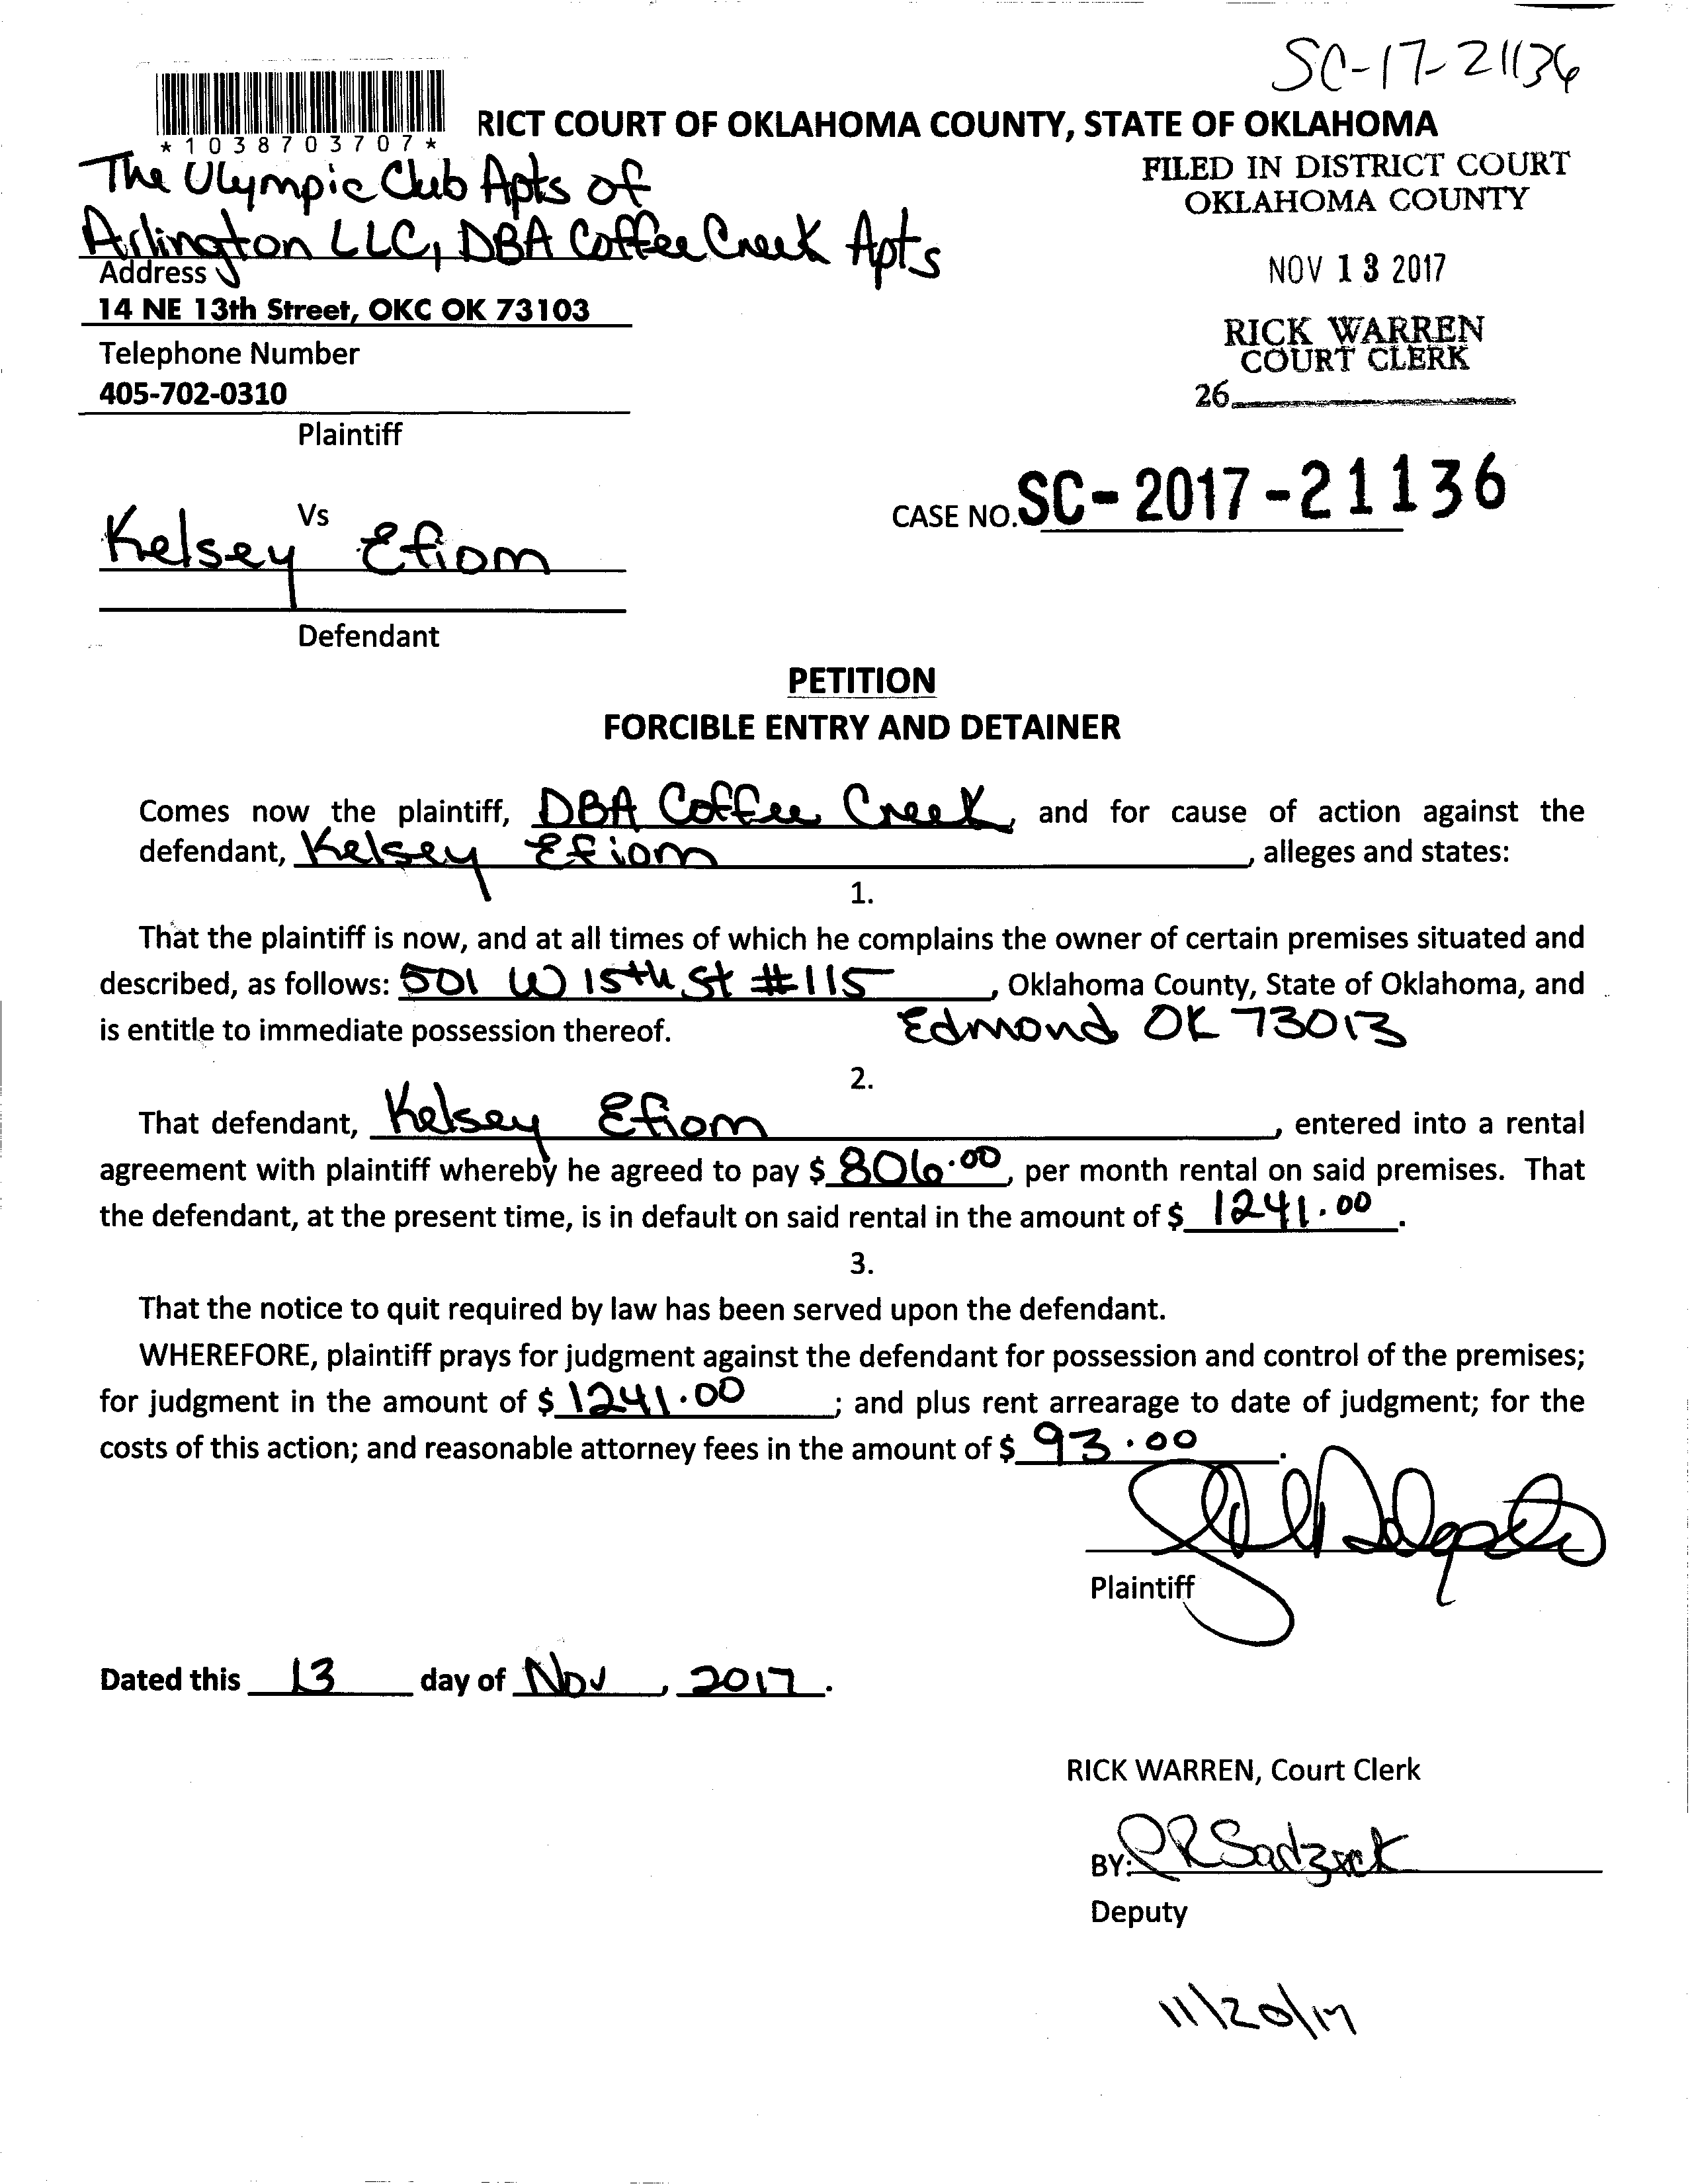 SC-17-21136
*1038703707*
RICT COURT OF OKLAHOMA COUNTY, STATE OF OKLAHOMA
The Olympic Club Apts of
Arlington LLC, DBA Coffee Creek Apts
Address
14 NE 13th Street, OKC OK 73103
Telephone Number
405-702-0310
Plaintiff
FILED IN DISTRICT COURT
OKLAHOMA COUNTY
NOV 13 2017
RICK WARREN
COURT CLERK
26
Vs
Kelsey Efiom
Defendant
CASE NO. SC-2017-21136
PETITION
FORCIBLE ENTRY AND DETAINER
Comes now the plaintiff, DBA Coffee Creek, and for cause of action against the
defendant, Kelsey Efiom, alleges and states:
1.
That the plaintiff is now, and at all times of which he complains the owner of certain premises situated and
described, as follows: 501 W 15th St #115, Oklahoma County, State of Oklahoma, and
is entitle to immediate possession thereof. Edmond OK 73013
2.
That defendant, Kelsey Efiom, entered into a rental
agreement with plaintiff whereby he agreed to pay $ 806.00, per month rental on said premises. That
the defendant, at the present time, is in default on said rental in the amount of $ 1241.00.
3.
That the notice to quit required by law has been served upon the defendant.
WHEREFORE, plaintiff prays for judgment against the defendant for possession and control of the premises;
for judgment in the amount of $ 1241.00; and plus rent arrearage to date of judgment; for the
costs of this action; and reasonable attorney fees in the amount of $ 93.00.
Plaintiff
Dated this 13 day of Nov, 2017.
RICK WARREN, Court Clerk
BY:
Deputy
11/20/17